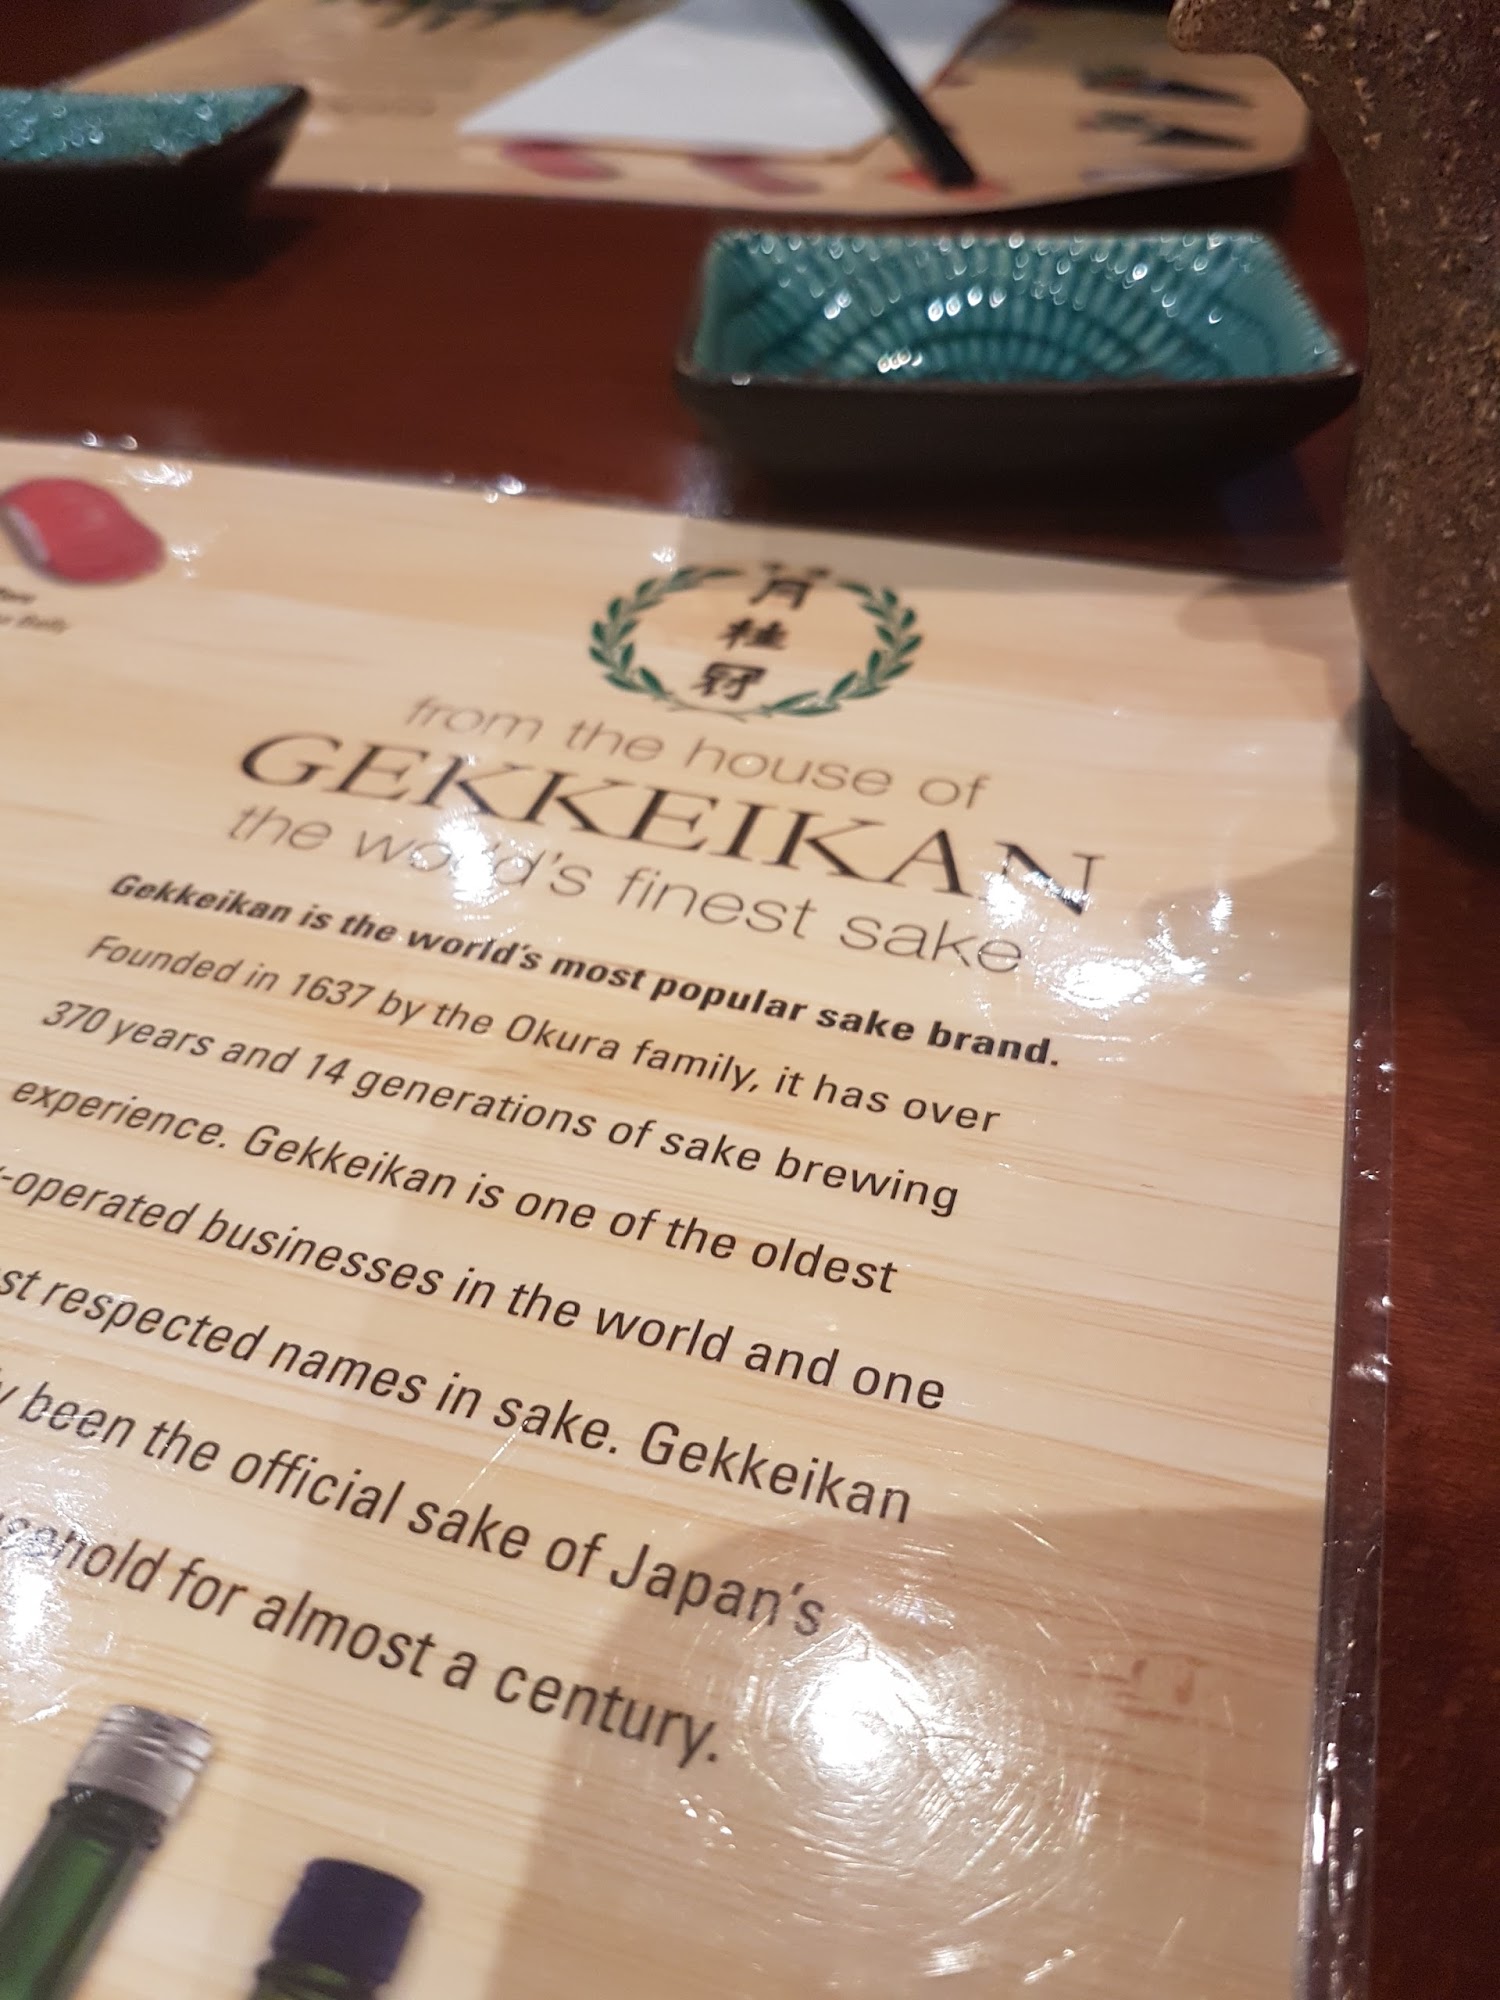 Belly
月
桂
冠
from the house of
GEKKEIKAN
the world's finest sake
Gekkeikan is the world's most popular sake brand.
Founded in 1637 by the Okura family, it has over
370 years and 14 generations of sake brewing
experience. Gekkeikan is one of the oldest
-operated businesses in the world and one
st respected names in sake. Gekkeikan
y been the official sake of Japan's
sehold for almost a century.